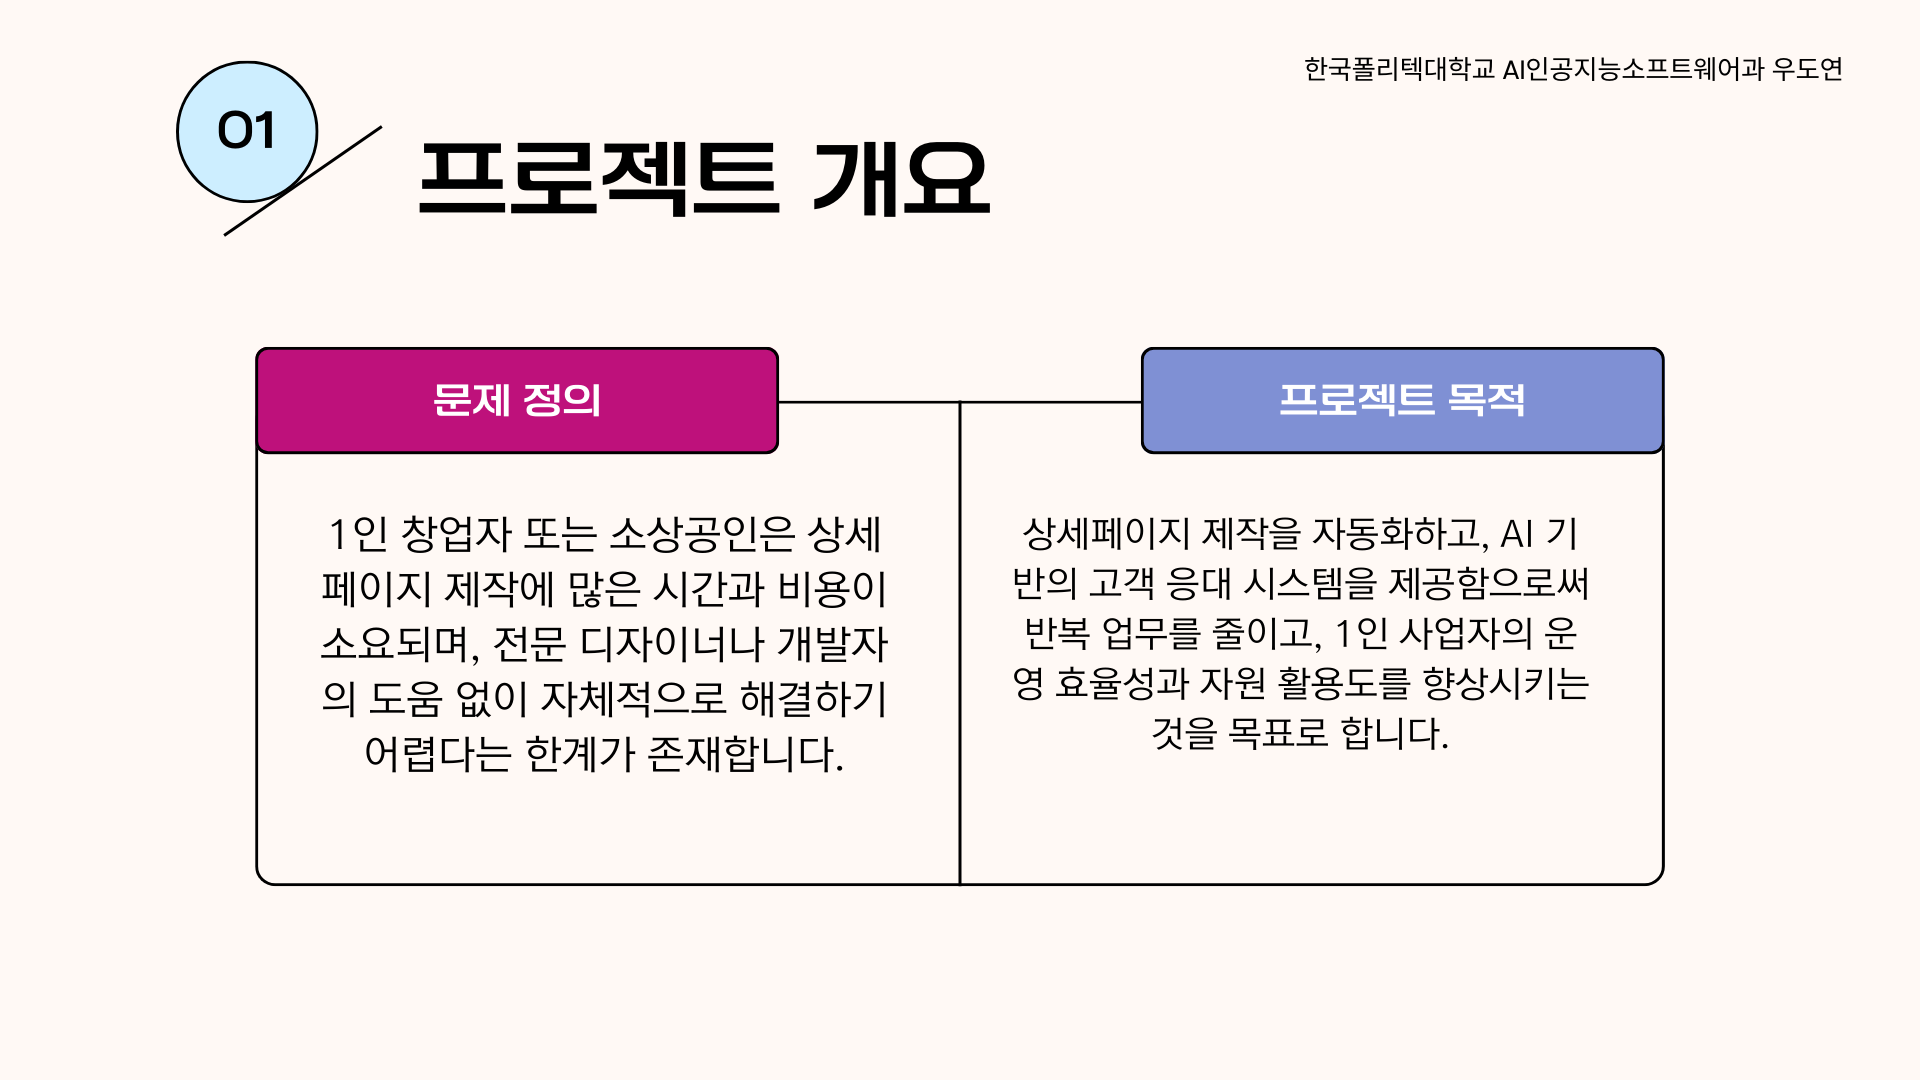 한국폴리텍대학교 AI인공지능소프트웨어과 우도연
01
프로젝트 개요
문제 정의
1인 창업자 또는 소상공인은 상세
페이지 제작에 많은 시간과 비용이
소요되며, 전문 디자이너나 개발자
의 도움 없이 자체적으로 해결하기
어렵다는 한계가 존재합니다.
프로젝트 목적
상세페이지 제작을 자동화하고, AI 기
반의 고객 응대 시스템을 제공함으로써
반복 업무를 줄이고, 1인 사업자의 운
영 효율성과 자원 활용도를 향상시키는
것을 목표로 합니다.